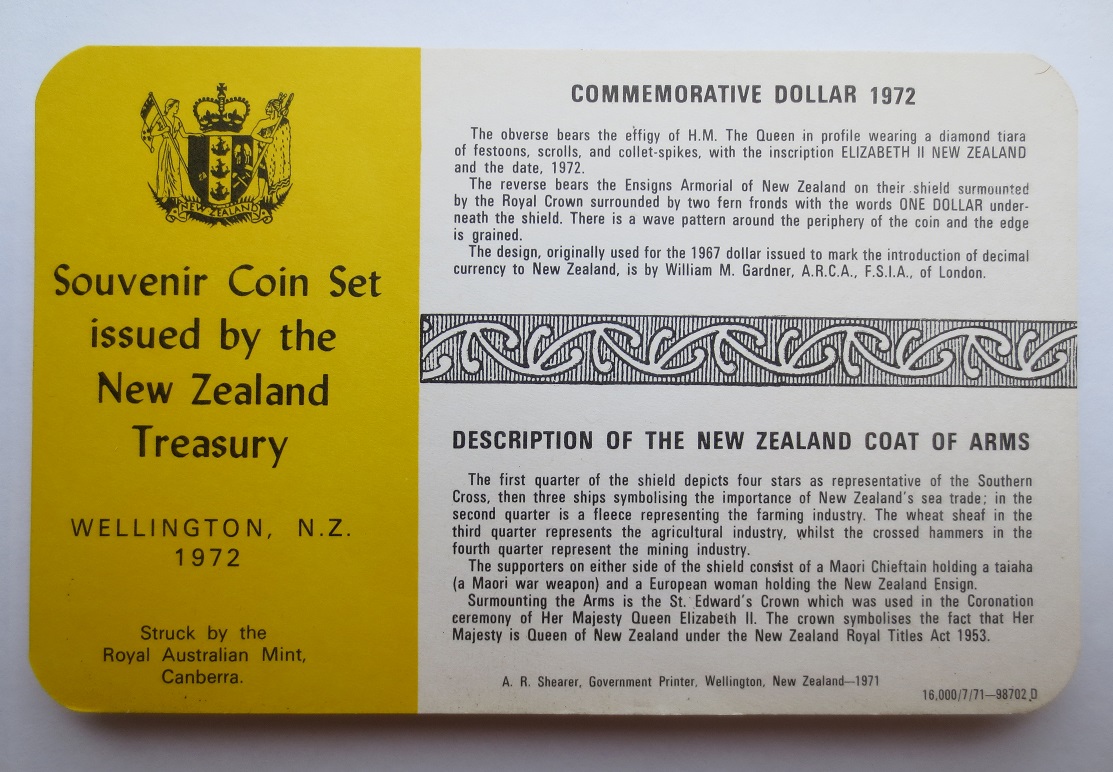 NEW ZEALAND
Souvenir Coin Set
issued by the
New Zealand
Treasury
WELLINGTON, N.Z.
1972
Struck by the
Royal Australian Mint,
Canberra.
COMMEMORATIVE DOLLAR 1972
The obverse bears the effigy of H.M. The Queen in profile wearing a diamond tiara
of festoons, scrolls, and collet-spikes, with the inscription ELIZABETH II NEW ZEALAND
and the date, 1972.
The reverse bears the Ensigns Armorial of New Zealand on their shield surmounted
by the Royal Crown surrounded by two fern fronds with the words ONE DOLLAR under-
neath the shield. There is a wave pattern around the periphery of the coin and the edge
is grained.
The design, originally used for the 1967 dollar issued to mark the introduction of decimal
currency to New Zealand, is by William M. Gardner, A.R.C.A., F.S.I.A., of London.
DESCRIPTION OF THE NEW ZEALAND COAT OF ARMS
The first quarter of the shield depicts four stars as representative of the Southern
Cross, then three ships symbolising the importance of New Zealand's sea trade; in the
second quarter is a fleece representing the farming industry. The wheat sheaf in the
third quarter represents the agricultural industry, whilst the crossed hammers in the
fourth quarter represent the mining industry.
The supporters on either side of the shield consist of a Maori Chieftain holding a taiaha
(a Maori war weapon) and a European woman holding the New Zealand Ensign.
Surmounting the Arms is the St. Edward's Crown which was used in the Coronation
ceremony of Her Majesty Queen Elizabeth II. The crown symbolises the fact that Her
Majesty is Queen of New Zealand under the New Zealand Royal Titles Act 1953.
A. R. Shearer, Government Printer, Wellington, New Zealand—1971
16,000/7/71—98702 D